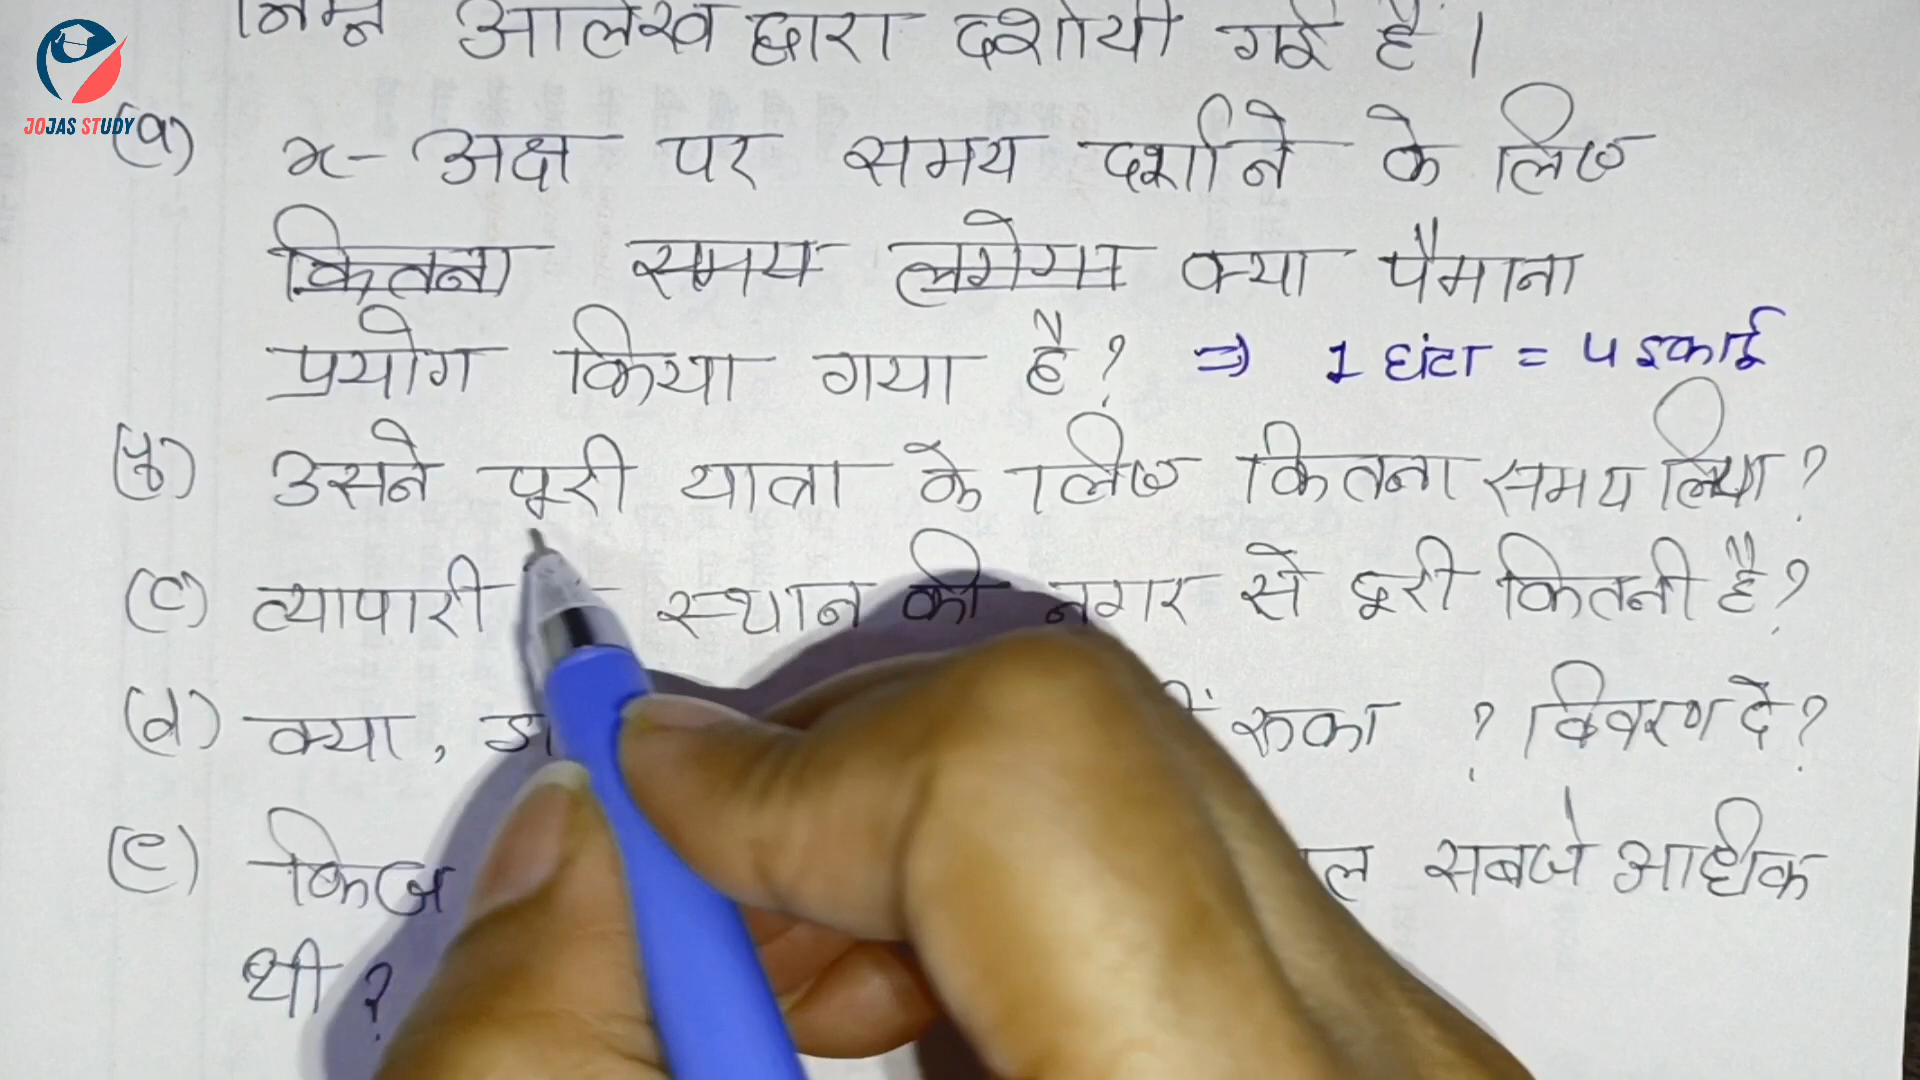 निम्न आलेख द्वारा दर्शायी गई है।
JOJAS STUDY
(a) x- अक्ष पर समय दर्शाने के लिए
कितना समय लगेगा क्या पैमाना
प्रयोग किया गया है? ⇒ 1 घंटा = 4 इकाई
(b) उसने पूरी यात्रा के लिए कितना समय लिया?
(c) व्यापारी स्थान की नगर से दूरी कितनी है?
(d) क्या, रुका ? विवरण दें?
(e) सबसे अधिक
थी?